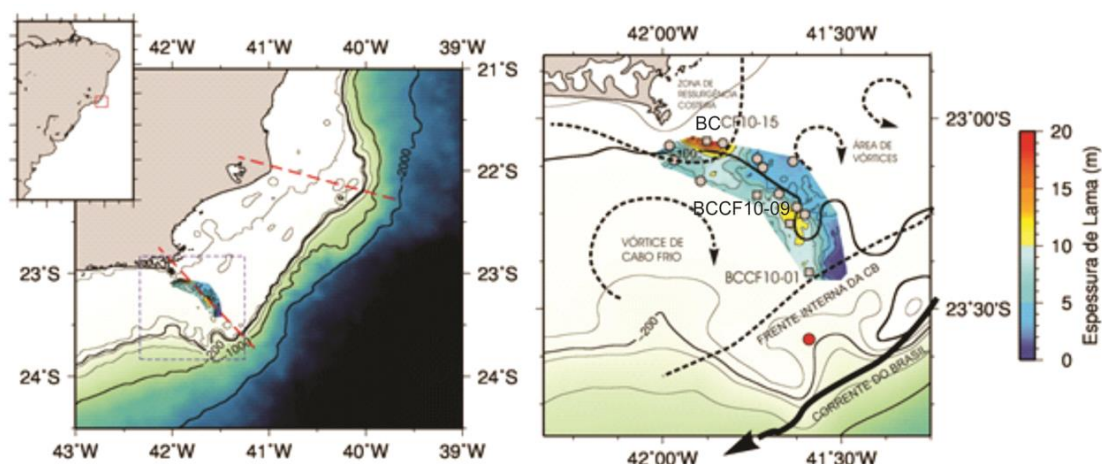 42°W 41°W 40°W 39°W
21°S
22°S
23°S
24°S
43°W 42°W 41°W 40°W 39°W
-2000
-200
-1000
42°00'W 41°30'W
ZONA DE
RESSURGÊNCIA
COSTEIRA
23°00'S
BCCF10-15
-100
ÁREA DE
VÓRTICES
BCCF10-09
VÓRTICE DE
CABO FRIO
BCCF10-01
FRENTE INTERNA DA CB
23°30'S
-200
CORRENTE DO BRASIL
42°00'W 41°30'W
20
15
10
5
0
Espessura de Lama (m)